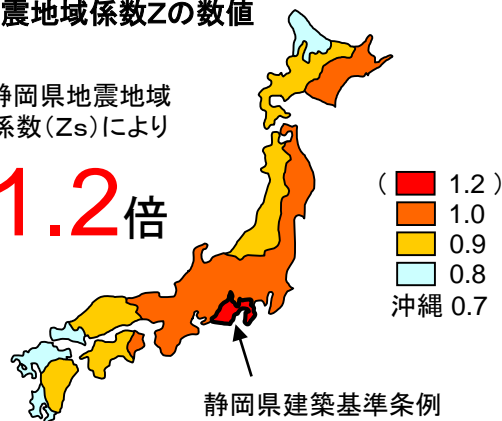 震地域係数Zの数値
静岡県地震地域
係数(Zs)により
1.2倍
( 1.2 )
1.0
0.9
0.8
沖縄 0.7
静岡県建築基準条例